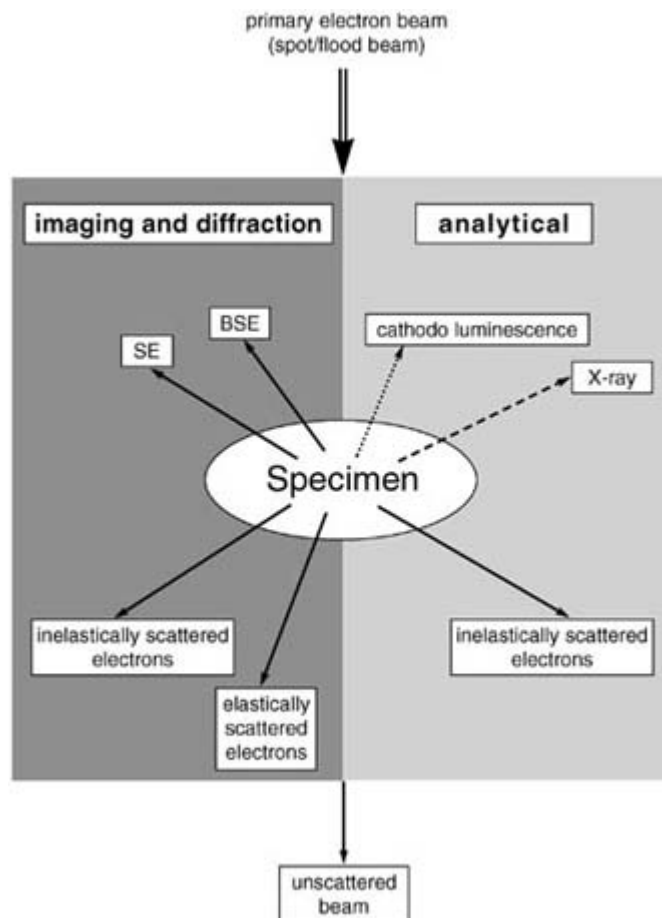 primary electron beam
(spot/flood beam)
imaging and diffraction
analytical
BSE
SE
cathodo luminescence
X-ray
Specimen
inelastically scattered
electrons
inelastically scattered
electrons
elastically
scattered
electrons
unscattered
beam